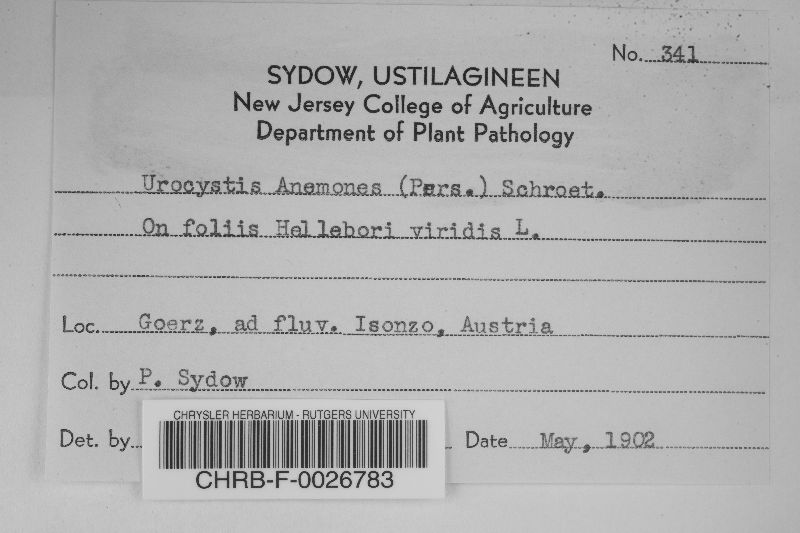 No. 341
SYDOW, USTILAGINEEN
New Jersey College of Agriculture
Department of Plant Pathology
Urocystis Anemones (Pers.) Schroet.
On foliis Hellebori viridis L.
Loc. Goerz, ad fluv. Isonzo, Austria
Col. by P. Sydow
Det. by
Date May, 1902
CHRYSLER HERBARIUM - RUTGERS UNIVERSITY
CHRB-F-0026783